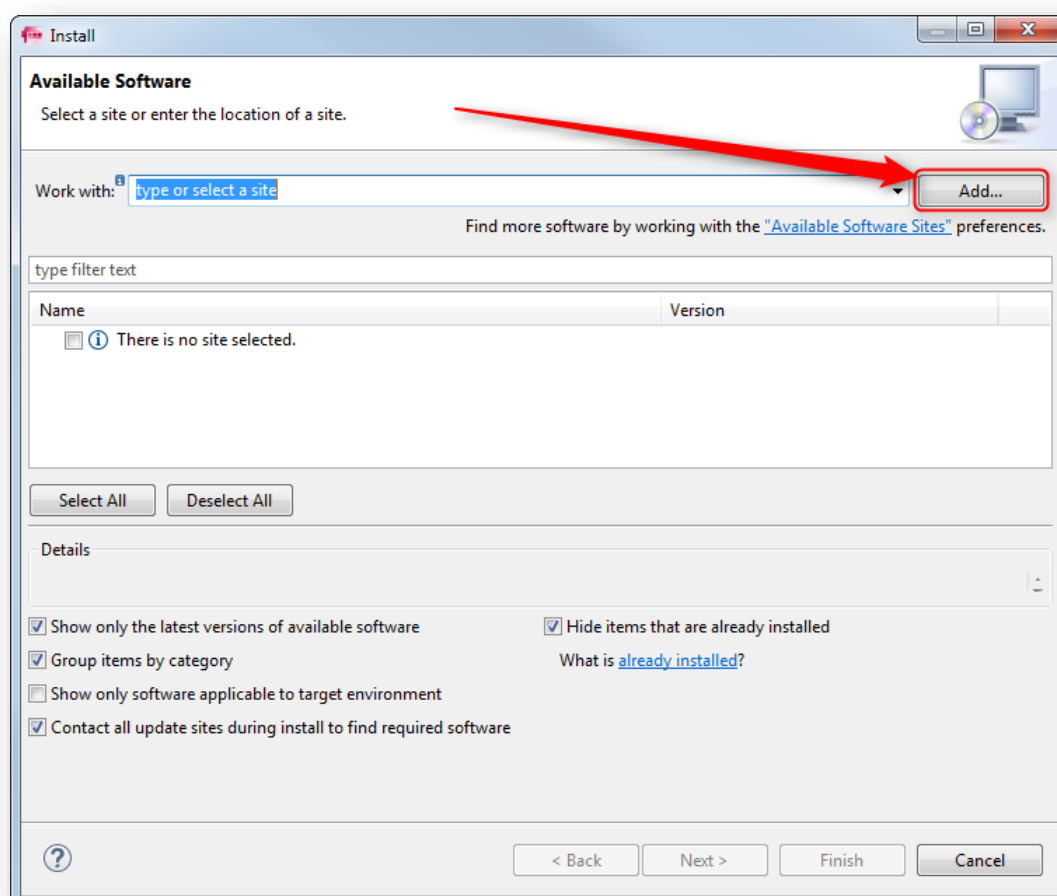 Install
Available Software
Select a site or enter the location of a site.
Work with: type or select a site Add...
Find more software by working with the "Available Software Sites" preferences.
type filter text
Name Version
There is no site selected.
Select All Deselect All
Details
Show only the latest versions of available software Hide items that are already installed
Group items by category What is already installed?
Show only software applicable to target environment
Contact all update sites during install to find required software
< Back Next > Finish Cancel